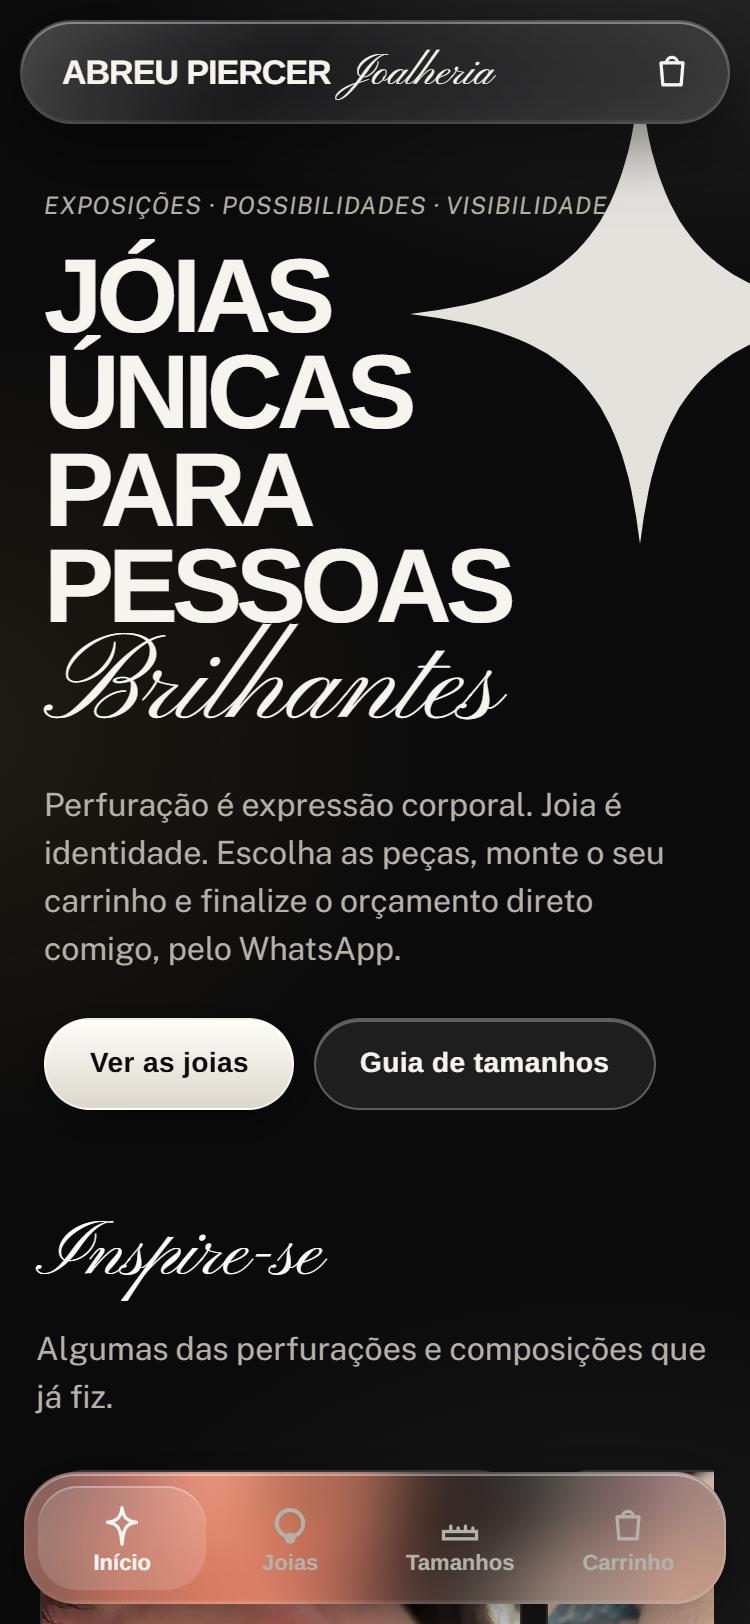 ABREU PIERCER Joalheria
EXPOSIÇÕES · POSSIBILIDADES · VISIBILIDADE
JÓIAS
ÚNICAS
PARA
PESSOAS
Brilhantes
Perfuração é expressão corporal. Joia é
identidade. Escolha as peças, monte o seu
carrinho e finalize o orçamento direto
comigo, pelo WhatsApp.
Ver as joias
Guia de tamanhos
Inspire-se
Algumas das perfurações e composições que
já fiz.
Início
Joias
Tamanhos
Carrinho